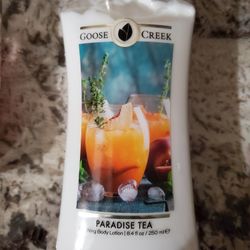 GOOSE CREEK
PARADISE TEA
Body Lotion | 8.4 fl oz / 250 ml ℮